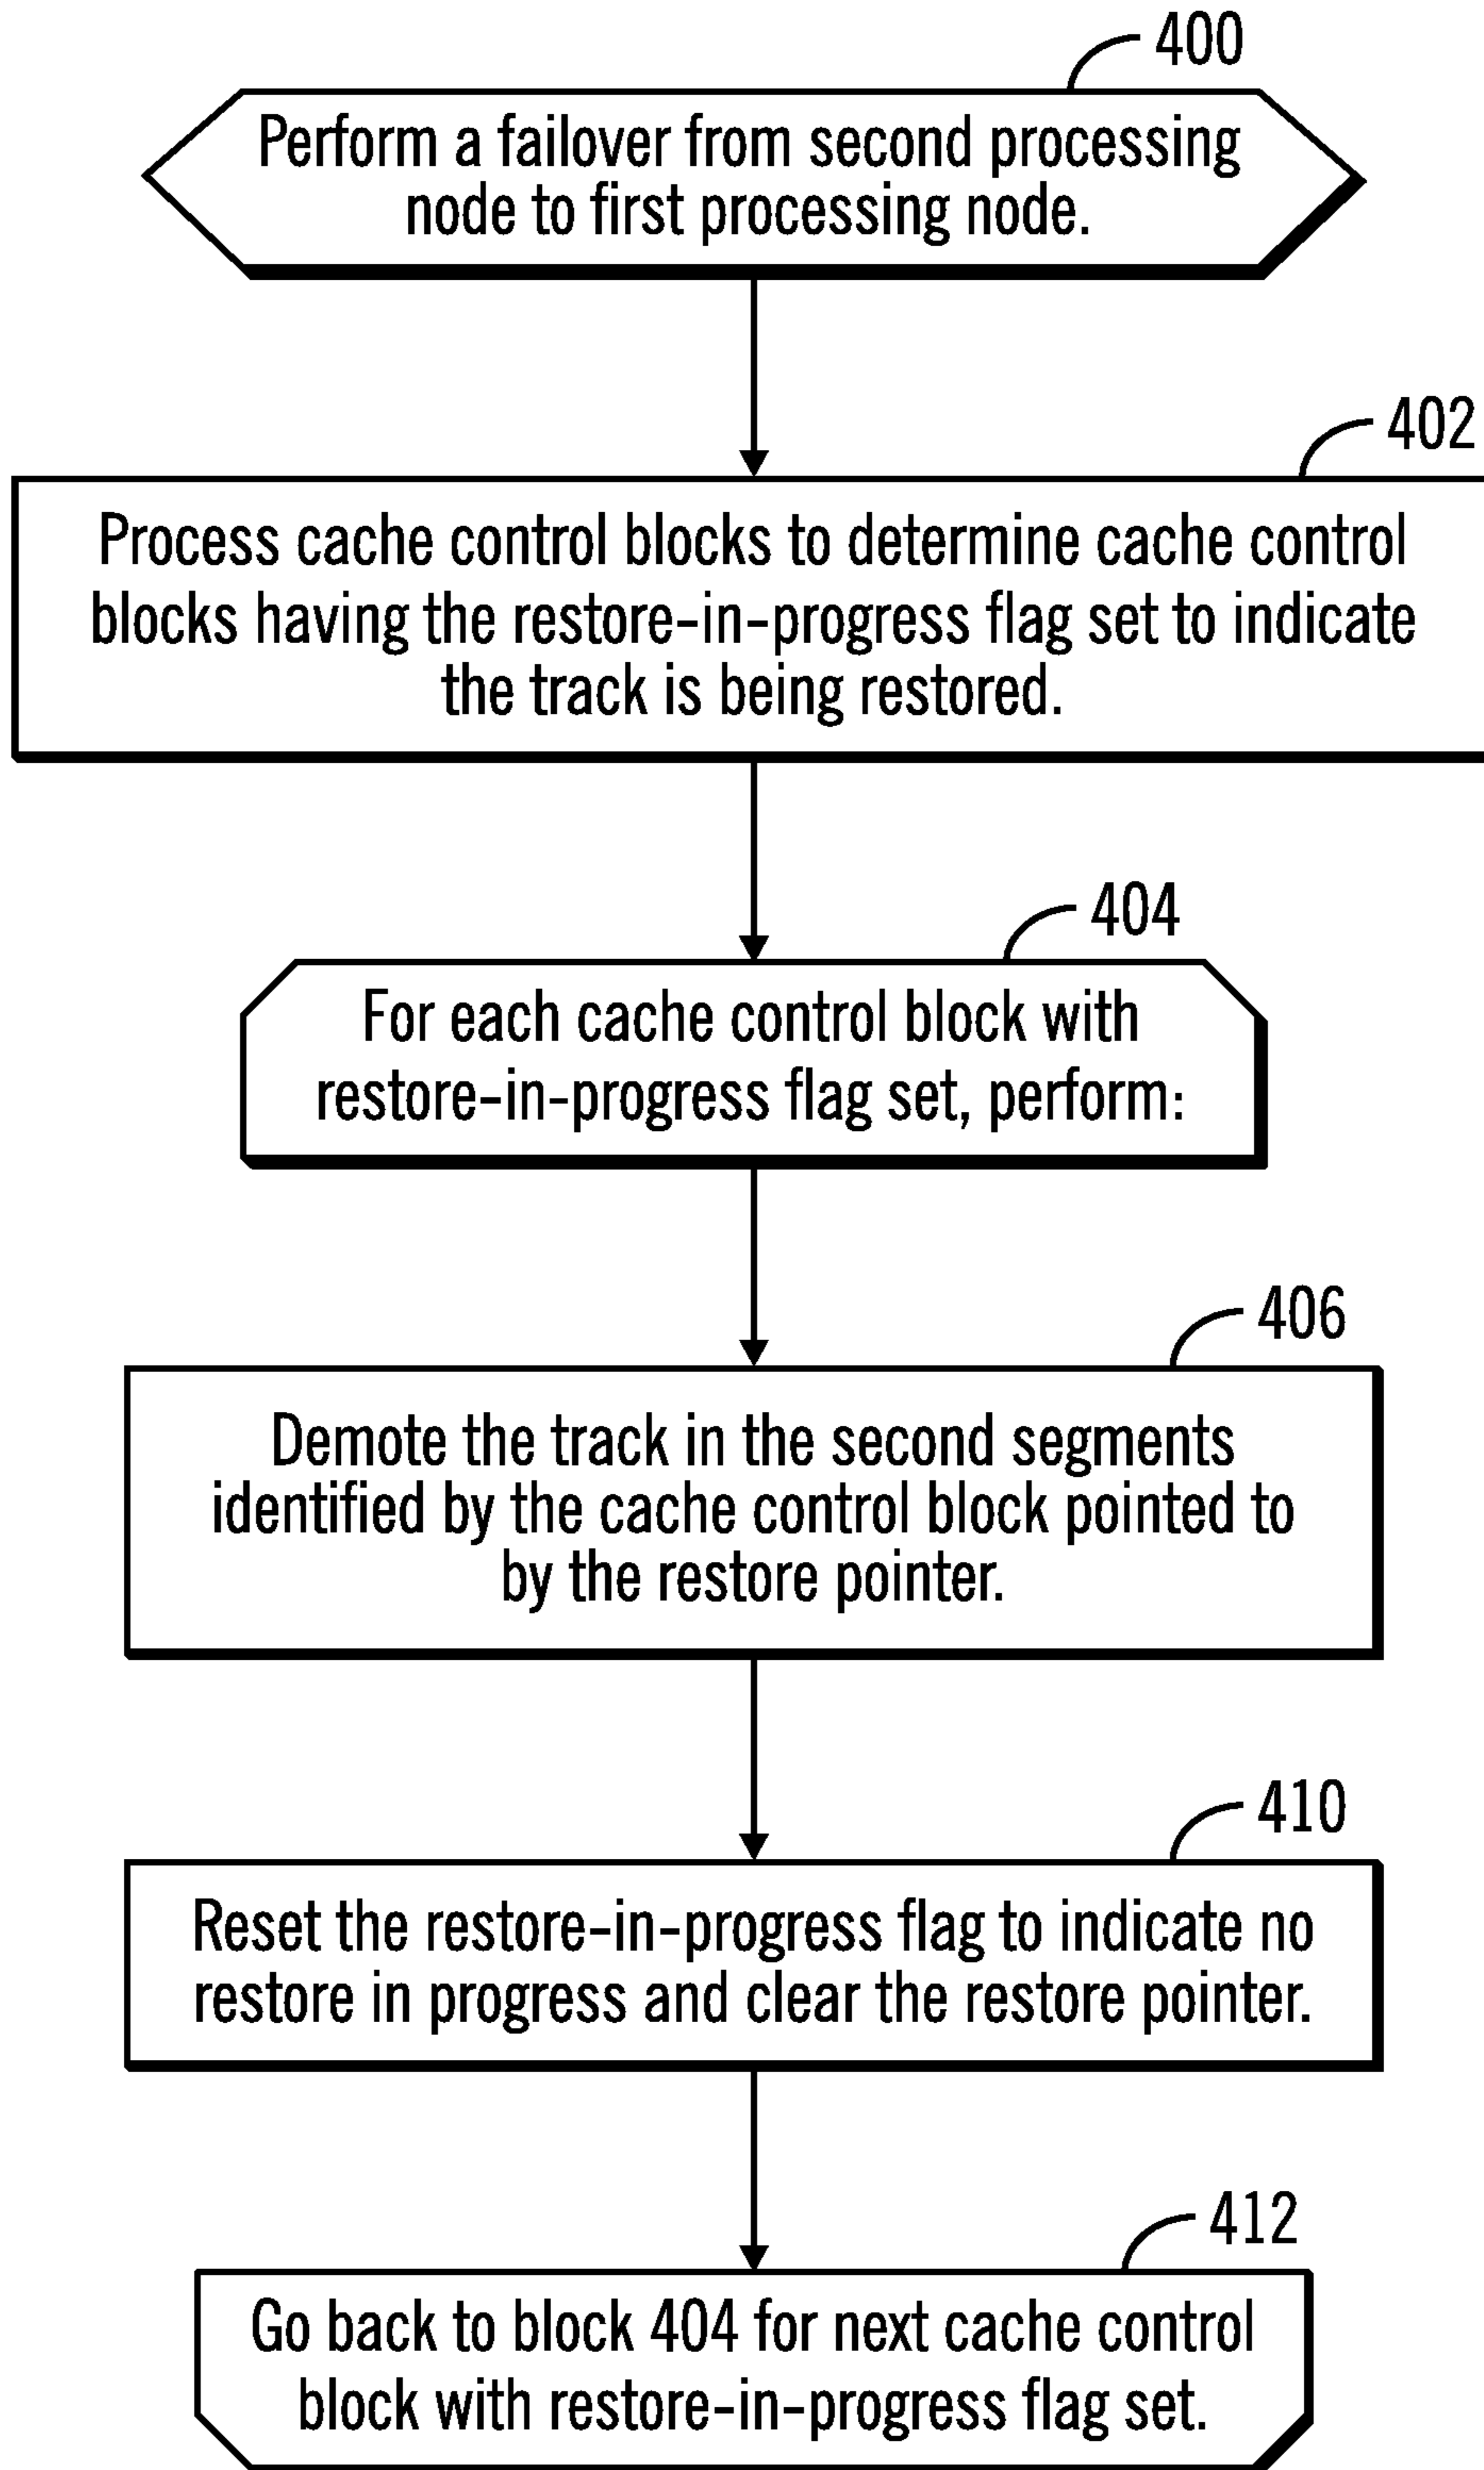 400
Perform a failover from second processing
node to first processing node.
402
Process cache control blocks to determine cache control
blocks having the restore-in-progress flag set to indicate
the track is being restored.
404
For each cache control block with
restore-in-progress flag set, perform:
406
Demote the track in the second segments
identified by the cache control block pointed to
by the restore pointer.
410
Reset the restore-in-progress flag to indicate no
restore in progress and clear the restore pointer.
412
Go back to block 404 for next cache control
block with restore-in-progress flag set.